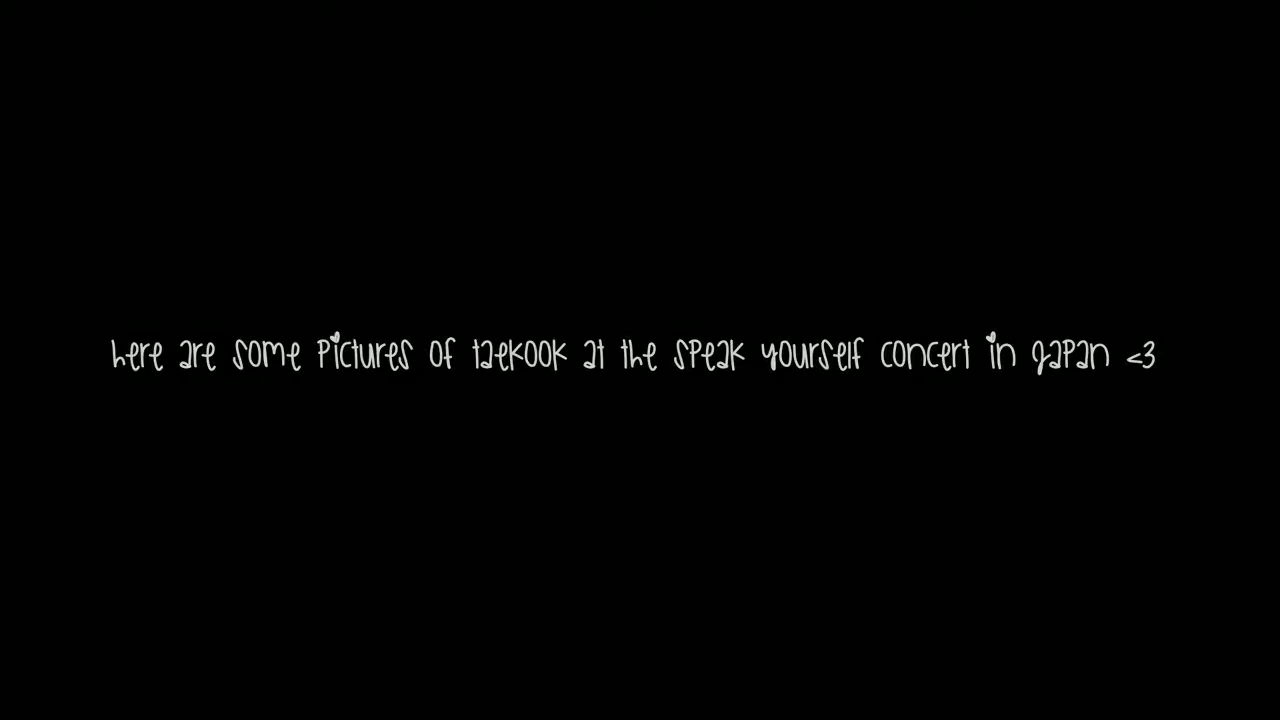 here are some pictures of taekook at the speak yourself concert in japan <3